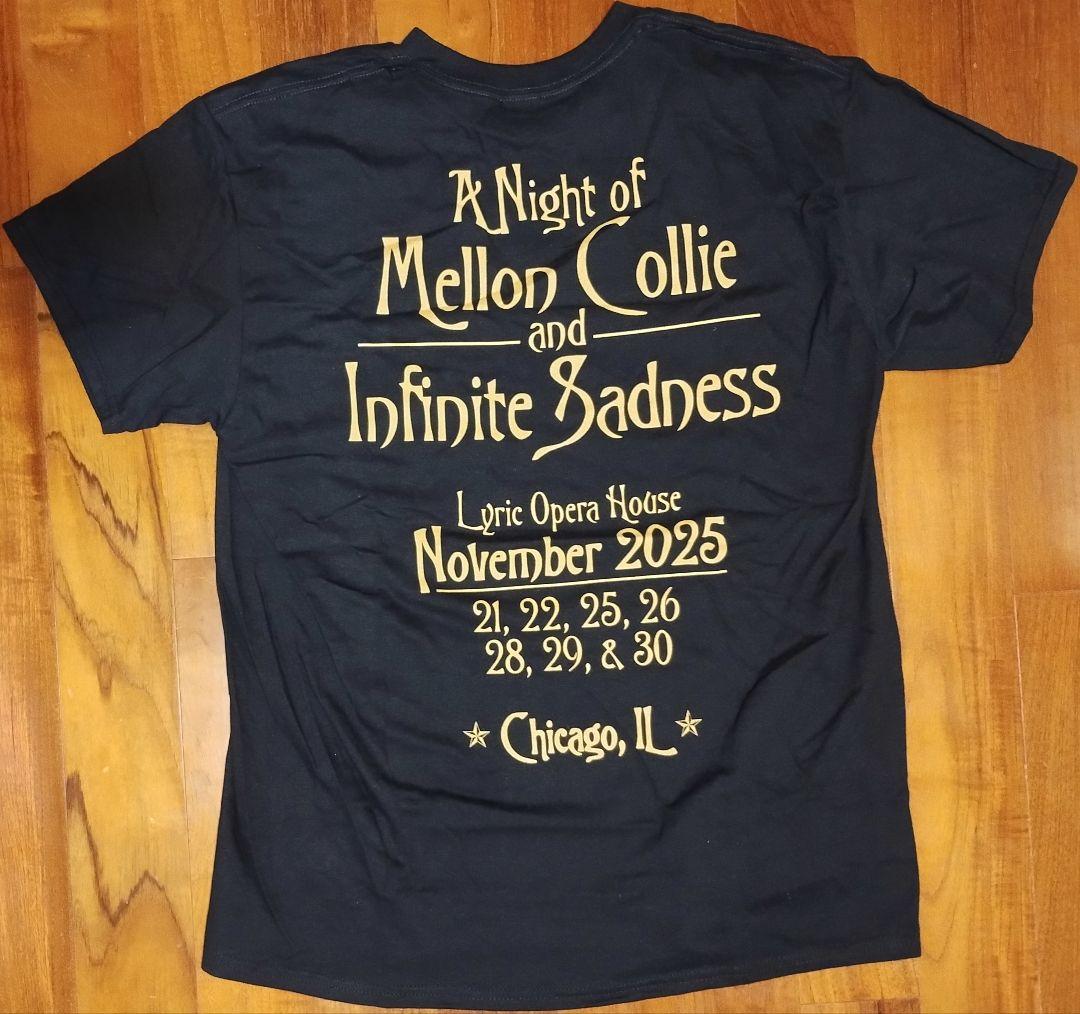 A Night of
Mellon Collie
and
Infinite Sadness
Lyric Opera House
November 2025
21, 22, 25, 26
28, 29, & 30
Chicago, IL